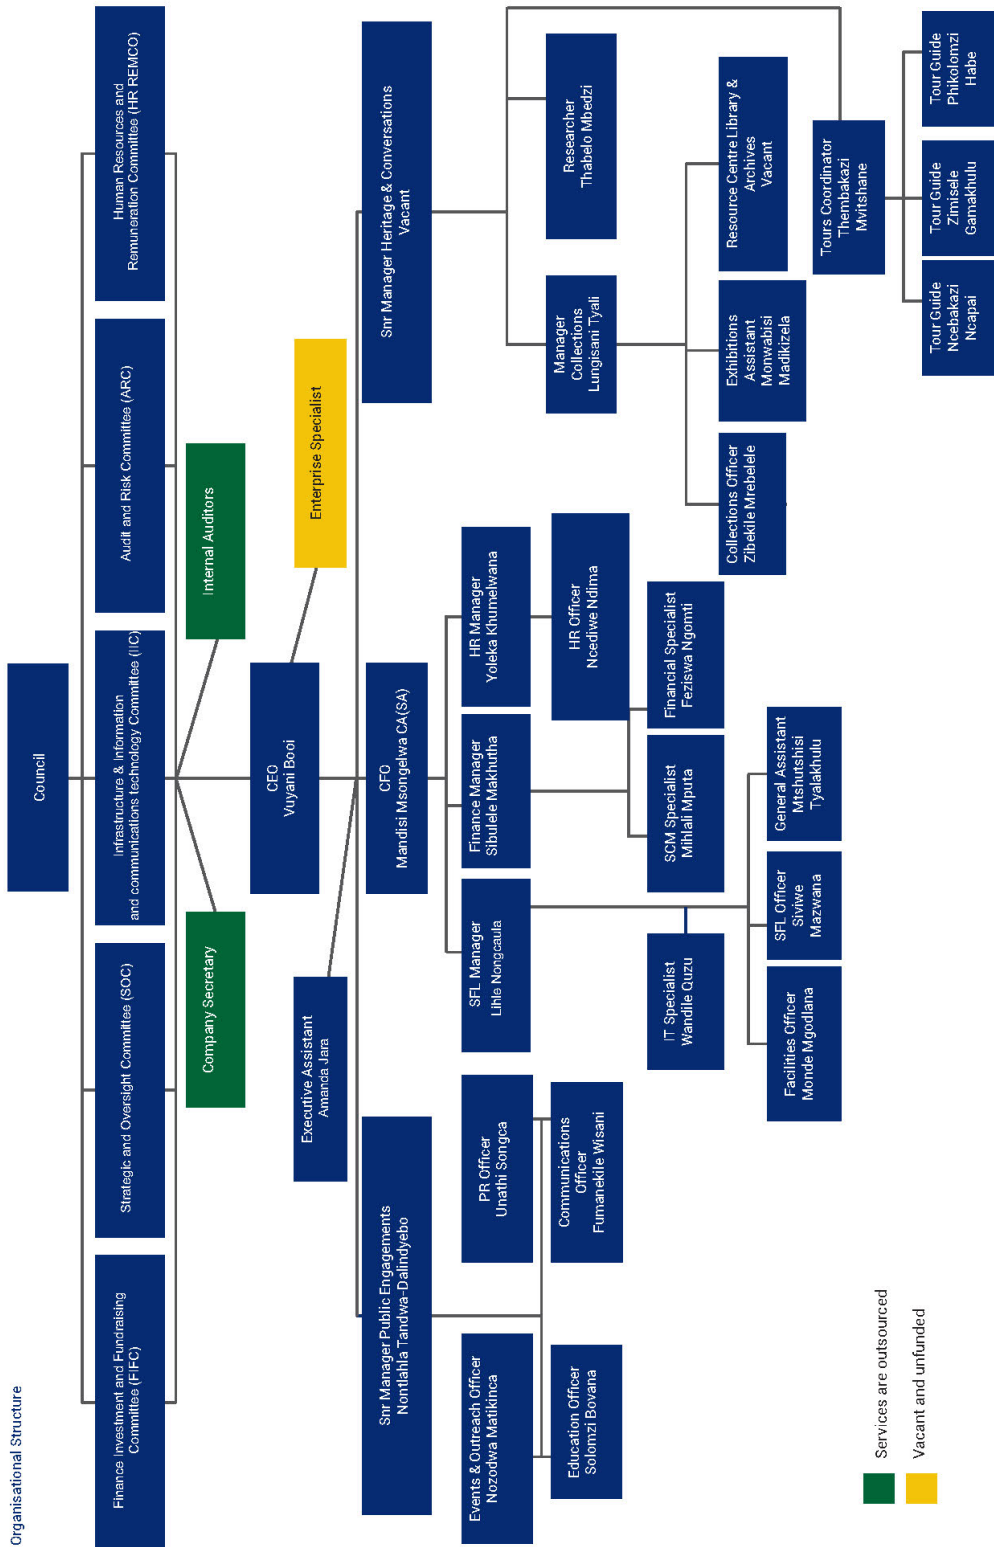 Organisational Structure
Council
Finance Investment and Fundraising
Committee (FIFC)
Strategic and Oversight Committee (SOC)
Infrastructure & Information
and communications technology Committee (IIC)
Audit and Risk Committee (ARC)
Human Resources and
Remuneration Committee (HR REMCO)
Company Secretary
Internal Auditors
CEO
Vuyani Booi
Executive Assistant
Amanda Jara
Enterprise Specialist
Snr Manager Public Engagements
Nontlahla Tandwa-Dalindyebo
CFO
Mandisi Msongelwa CA(SA)
Snr Manager Heritage & Conversations
Vacant
Events & Outreach Officer
Nozodwa Matikinca
PR Officer
Unathi Songca
Education Officer
Solomzi Bovana
Communications
Officer
Fumanekile Wisani
SFL Manager
Lihle Nongcaula
Finance Manager
Sibulele Makhutha
HR Manager
Yoleka Khumelwana
HR Officer
Ncediwe Ndima
IT Specialist
Wandile Quzu
SCM Specialist
Mihlali Mputa
Financial Specialist
Feziswa Ngomti
Facilities Officer
Monde Mgodlana
SFL Officer
Siviwe
Mazwana
General Assistant
Mtshutshisi
Tyalakhulu
Manager
Collections
Lungisani Tyali
Researcher
Thabelo Mbedzi
Collections Officer
Zibekile Mrebelele
Exhibitions
Assistant
Monwabisi
Madikizela
Resource Centre Library &
Archives
Vacant
Tours Coordinator
Thembakazi
Mvitshane
Tour Guide
Ncebakazi
Ncapai
Tour Guide
Zimisele
Gamakhulu
Tour Guide
Phikolomzi
Habe
Services are outsourced
Vacant and unfunded